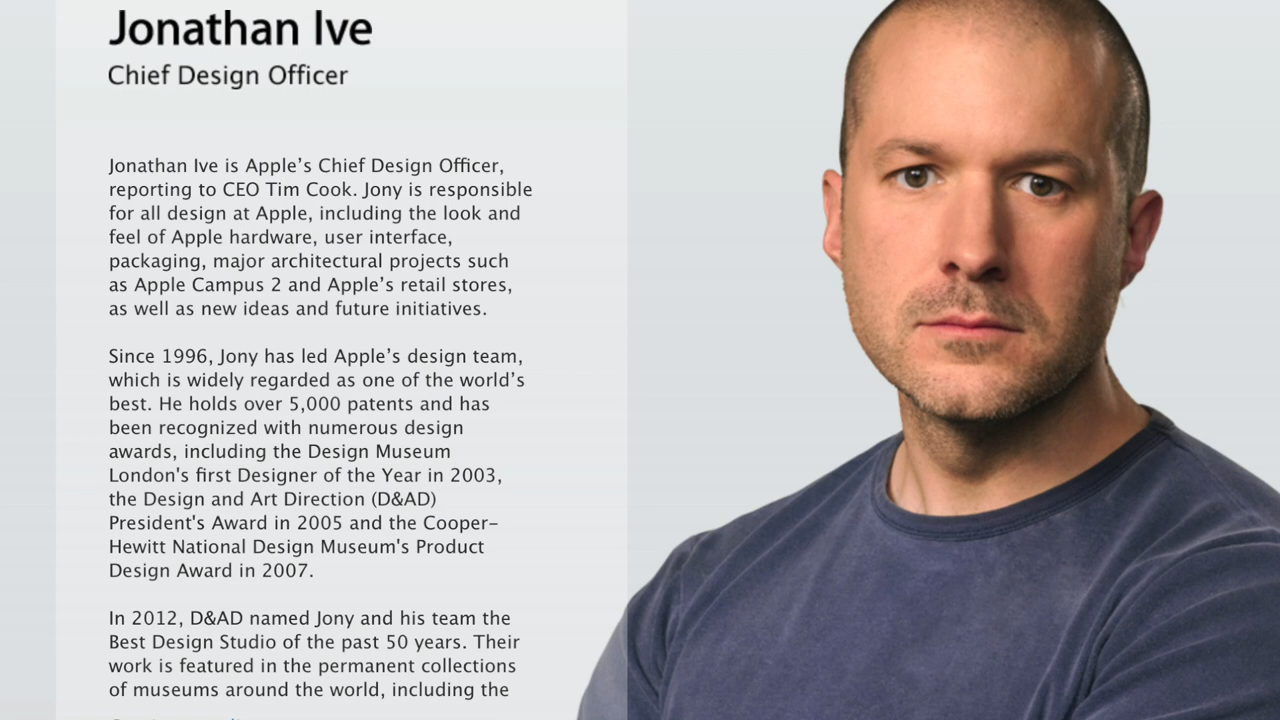 Jonathan Ive
Chief Design Officer
Jonathan Ive is Apple’s Chief Design Officer,
reporting to CEO Tim Cook. Jony is responsible
for all design at Apple, including the look and
feel of Apple hardware, user interface,
packaging, major architectural projects such
as Apple Campus 2 and Apple’s retail stores,
as well as new ideas and future initiatives.
Since 1996, Jony has led Apple’s design team,
which is widely regarded as one of the world’s
best. He holds over 5,000 patents and has
been recognized with numerous design
awards, including the Design Museum
London's first Designer of the Year in 2003,
the Design and Art Direction (D&AD)
President's Award in 2005 and the Cooper–
Hewitt National Design Museum's Product
Design Award in 2007.
In 2012, D&AD named Jony and his team the
Best Design Studio of the past 50 years. Their
work is featured in the permanent collections
of museums around the world, including the